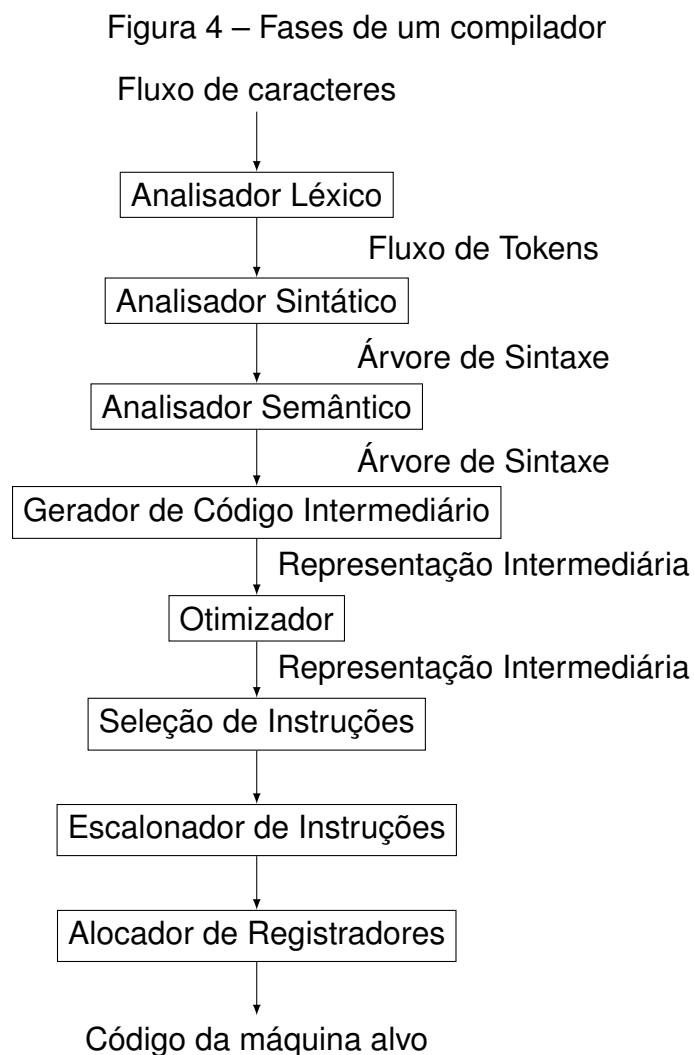 Figura 4 – Fases de um compilador
Fluxo de caracteres
Analisador Léxico
Fluxo de Tokens
Analisador Sintático
Árvore de Sintaxe
Analisador Semântico
Árvore de Sintaxe
Gerador de Código Intermediário
Representação Intermediária
Otimizador
Representação Intermediária
Seleção de Instruções
Escalonador de Instruções
Alocador de Registradores
Código da máquina alvo